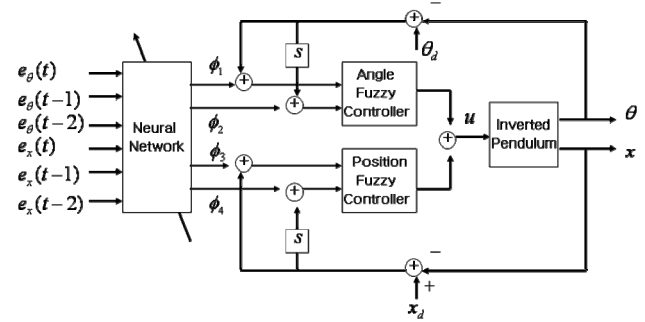 −
s
θ_d
e_θ(t)
e_θ(t−1)
e_θ(t−2)
e_x(t)
e_x(t−1)
e_x(t−2)
Neural
Network
ϕ_1
ϕ_2
ϕ_3
ϕ_4
+
+
+
+
Angle
Fuzzy
Controller
Position
Fuzzy
Controller
u
+
Inverted
Pendulum
θ
x
s
−
+
+
+
x_d